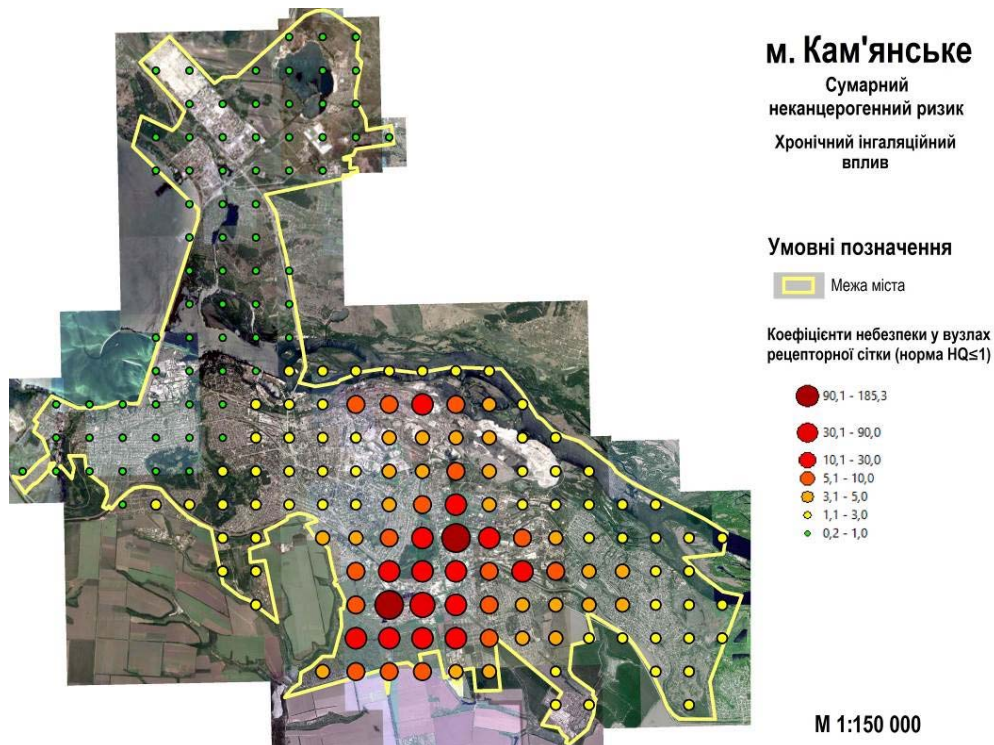 м. Кам'янське
Сумарний
неканцерогенний ризик
Хронічний інгаляційний
вплив
Умовні позначення
Межа міста
Коефіцієнти небезпеки у вузлах
рецепторної сітки (норма HQ≤1)
90,1 - 185,3
30,1 - 90,0
10,1 - 30,0
5,1 - 10,0
3,1 - 5,0
1,1 - 3,0
0,2 - 1,0
М 1:150 000